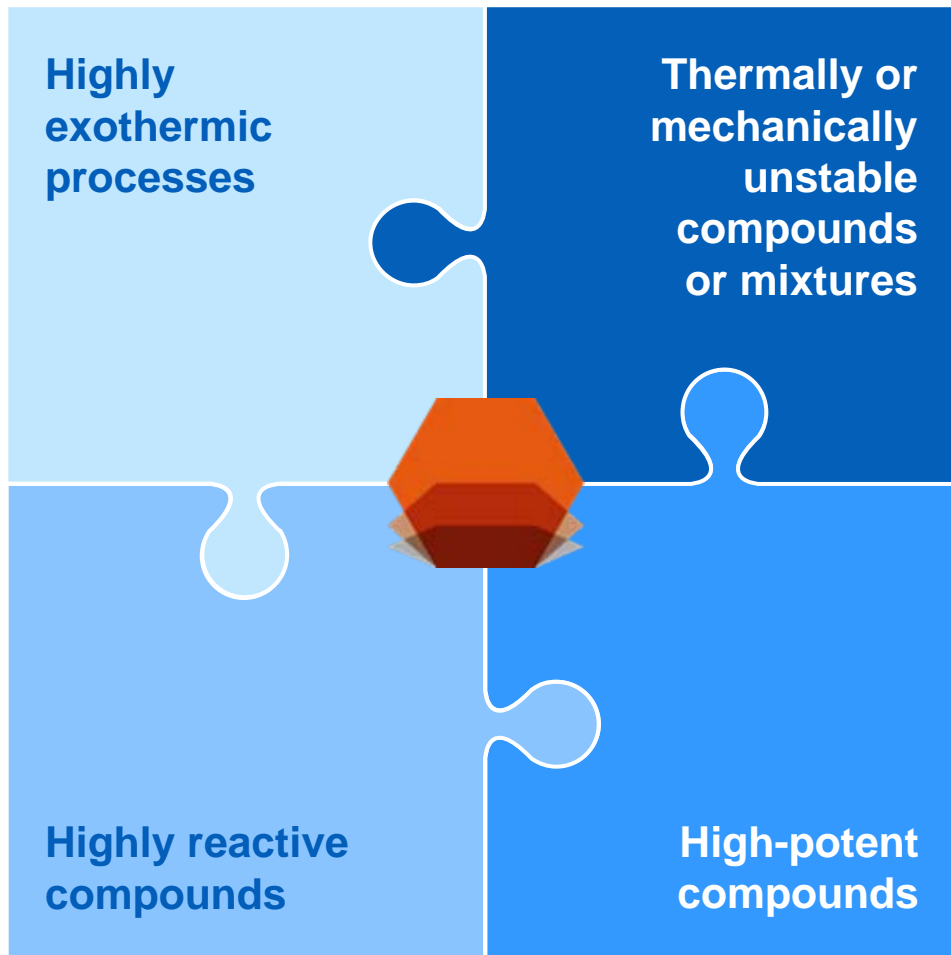 Highly
exothermic
processes
Thermally or
mechanically
unstable
compounds
or mixtures
Highly reactive
compounds
High-potent
compounds